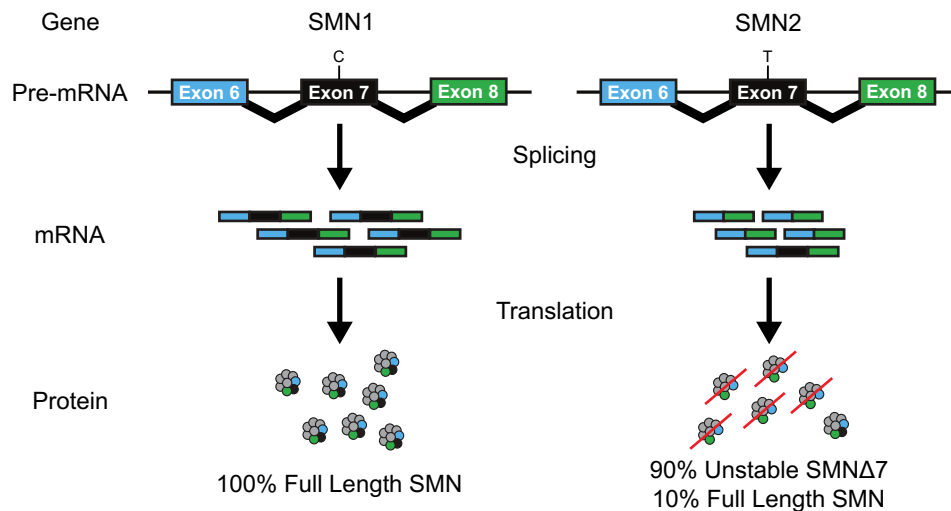 Gene SMN1 SMN2
C T
Pre-mRNA Exon 6 Exon 7 Exon 8 Exon 6 Exon 7 Exon 8
Splicing
mRNA
Translation
Protein
100% Full Length SMN
90% Unstable SMNΔ7
10% Full Length SMN